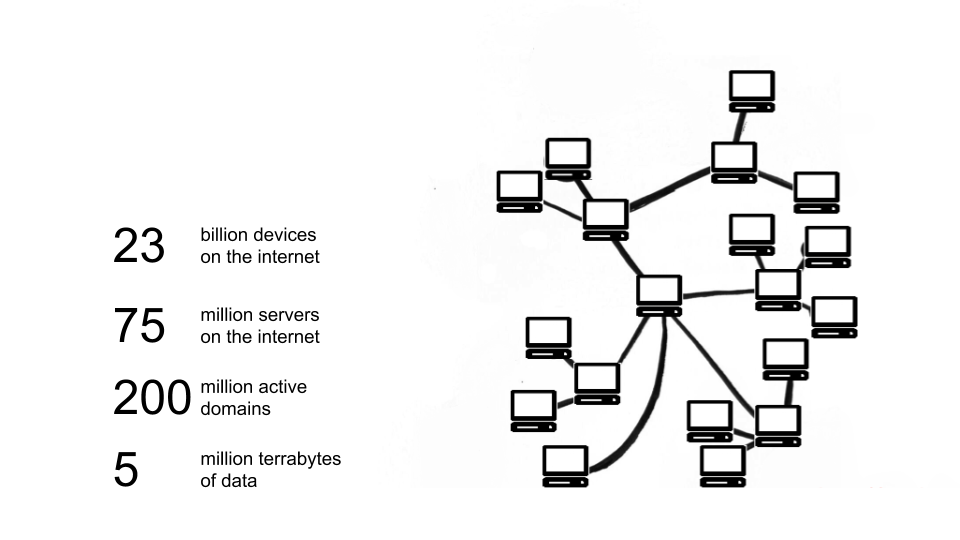 23 billion devices
on the internet
75 million servers
on the internet
200 million active
domains
5 million terrabytes
of data